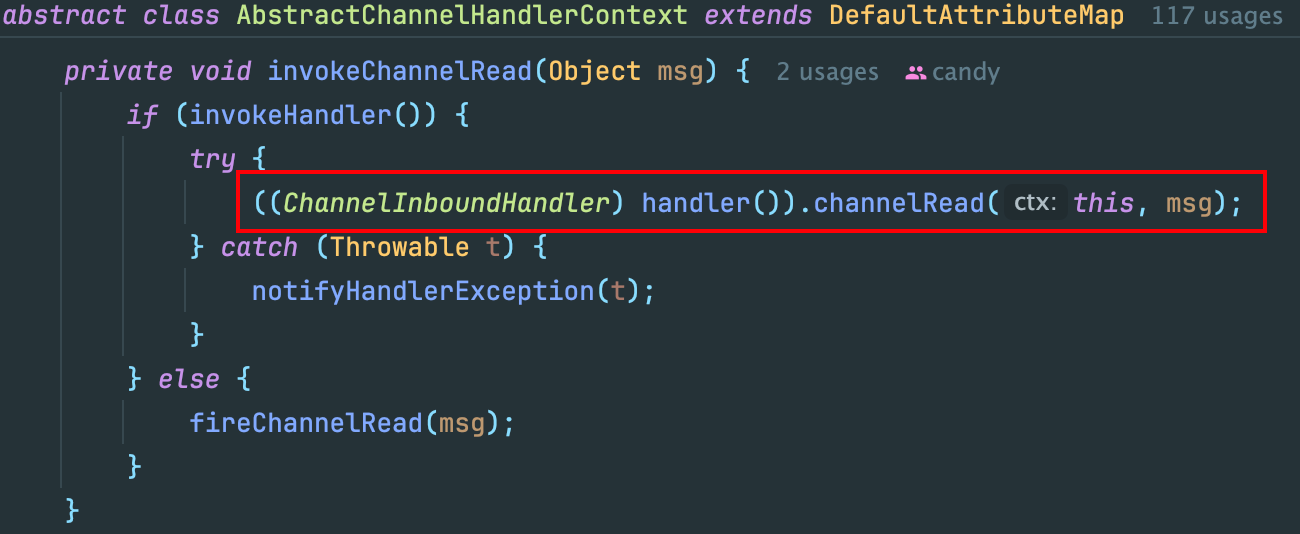 abstract class AbstractChannelHandlerContext extends DefaultAttributeMap 117 usages
private void invokeChannelRead(Object msg) { 2 usages candy
if (invokeHandler()) {
try {
((ChannelInboundHandler) handler()).channelRead( ctx: this, msg);
} catch (Throwable t) {
notifyHandlerException(t);
}
} else {
fireChannelRead(msg);
}
}